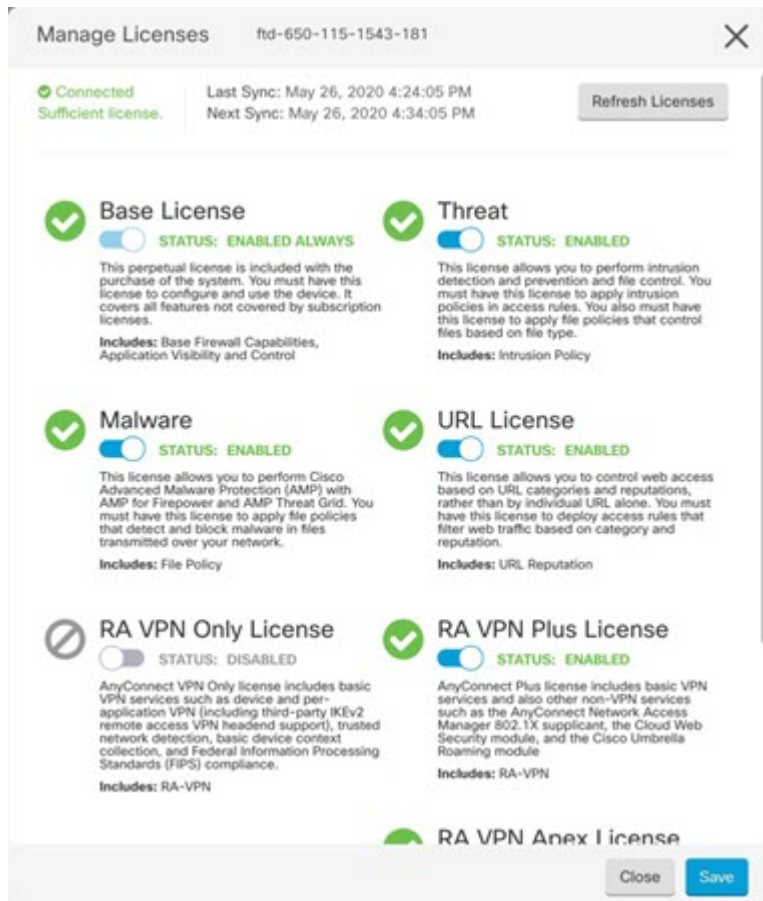 Manage Licenses ftd-650-115-1543-181
Connected
Sufficient license.
Last Sync: May 26, 2020 4:24:05 PM
Next Sync: May 26, 2020 4:34:05 PM
Refresh Licenses
Base License
STATUS: ENABLED ALWAYS
This perpetual license is included with the
purchase of the system. You must have this
license to configure and use the device. It
covers all features not covered by subscription
licenses.
Includes: Base Firewall Capabilities,
Application Visibility and Control
Threat
STATUS: ENABLED
This license allows you to perform intrusion
detection and prevention and file control. You
must have this license to apply intrusion
policies in access rules. You also must have
this license to apply file policies that control
files based on file type.
Includes: Intrusion Policy
Malware
STATUS: ENABLED
This license allows you to perform Cisco
Advanced Malware Protection (AMP) with
AMP for Firepower and AMP Threat Grid. You
must have this license to apply file policies
that detect and block malware in files
transmitted over your network.
Includes: File Policy
URL License
STATUS: ENABLED
This license allows you to control web access
based on URL categories and reputations,
rather than by individual URL alone. You must
have this license to deploy access rules that
filter web traffic based on category and
reputation.
Includes: URL Reputation
RA VPN Only License
STATUS: DISABLED
AnyConnect VPN Only license includes basic
VPN services such as device and per-
application VPN (including third-party IKEv2
remote access VPN headend support), trusted
network detection, basic device context
collection, and Federal Information Processing
Standards (FIPS) compliance.
Includes: RA-VPN
RA VPN Plus License
STATUS: ENABLED
AnyConnect Plus license includes basic VPN
services and also other non-VPN services
such as the AnyConnect Network Access
Manager 802.1X supplicant, the Cloud Web
Security module, and the Cisco Umbrella
Roaming module
Includes: RA-VPN
RA VPN Apex License
Close
Save